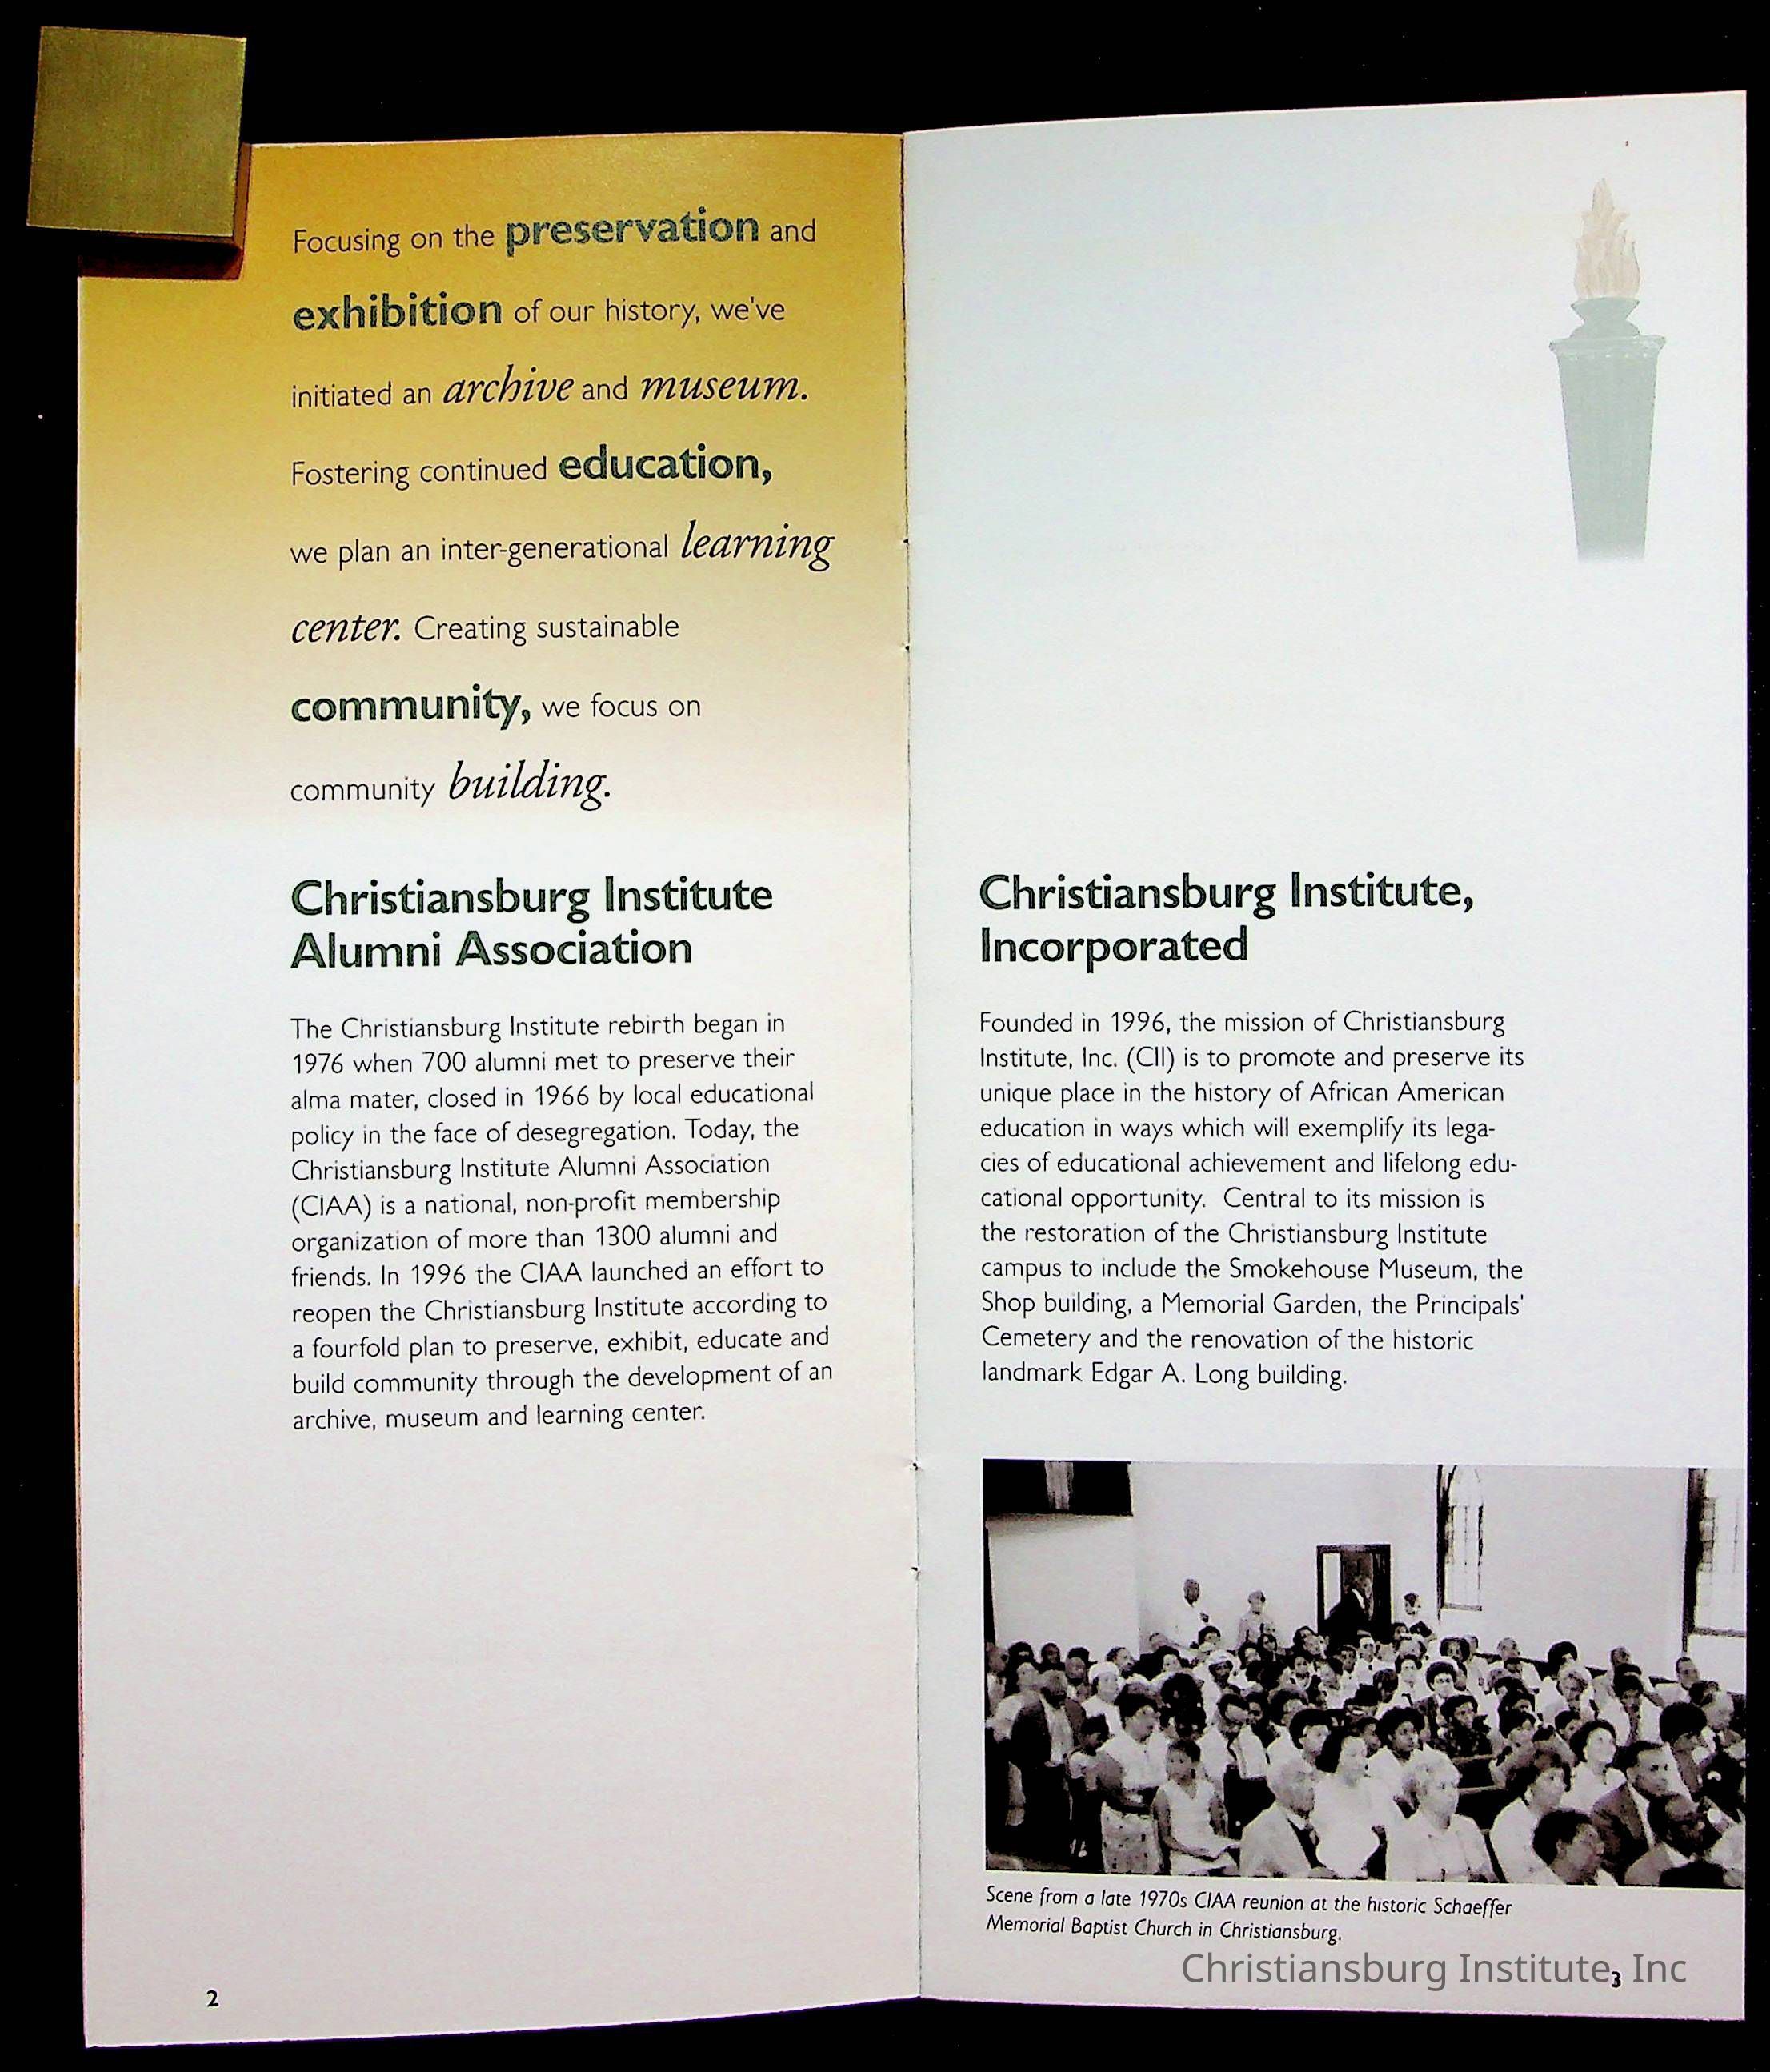 Focusing on the preservation and
exhibition of our history, we've
initiated an archive and museum.
Fostering continued education,
we plan an inter-generational learning
center. Creating sustainable
community, we focus on
community building.
Christiansburg Institute
Alumni Association
The Christiansburg Institute rebirth began in
1976 when 700 alumni met to preserve their
alma mater, closed in 1966 by local educational
policy in the face of desegregation. Today, the
Christiansburg Institute Alumni Association
(CIAA) is a national, non-profit membership
organization of more than 1300 alumni and
friends. In 1996 the CIAA launched an effort to
reopen the Christiansburg Institute according to
a fourfold plan to preserve, exhibit, educate and
build community through the development of an
archive, museum and learning center.
2
Christiansburg Institute,
Incorporated
Founded in 1996, the mission of Christiansburg
Institute, Inc. (CII) is to promote and preserve its
unique place in the history of African American
education in ways which will exemplify its lega-
cies of educational achievement and lifelong edu-
cational opportunity.  Central to its mission is
the restoration of the Christiansburg Institute
campus to include the Smokehouse Museum, the
Shop building, a Memorial Garden, the Principals'
Cemetery and the renovation of the historic
landmark Edgar A. Long building.
Scene from a late 1970s CIAA reunion at the historic Schaeffer
Memorial Baptist Church in Christiansburg.
Christiansburg Institute, Inc
3